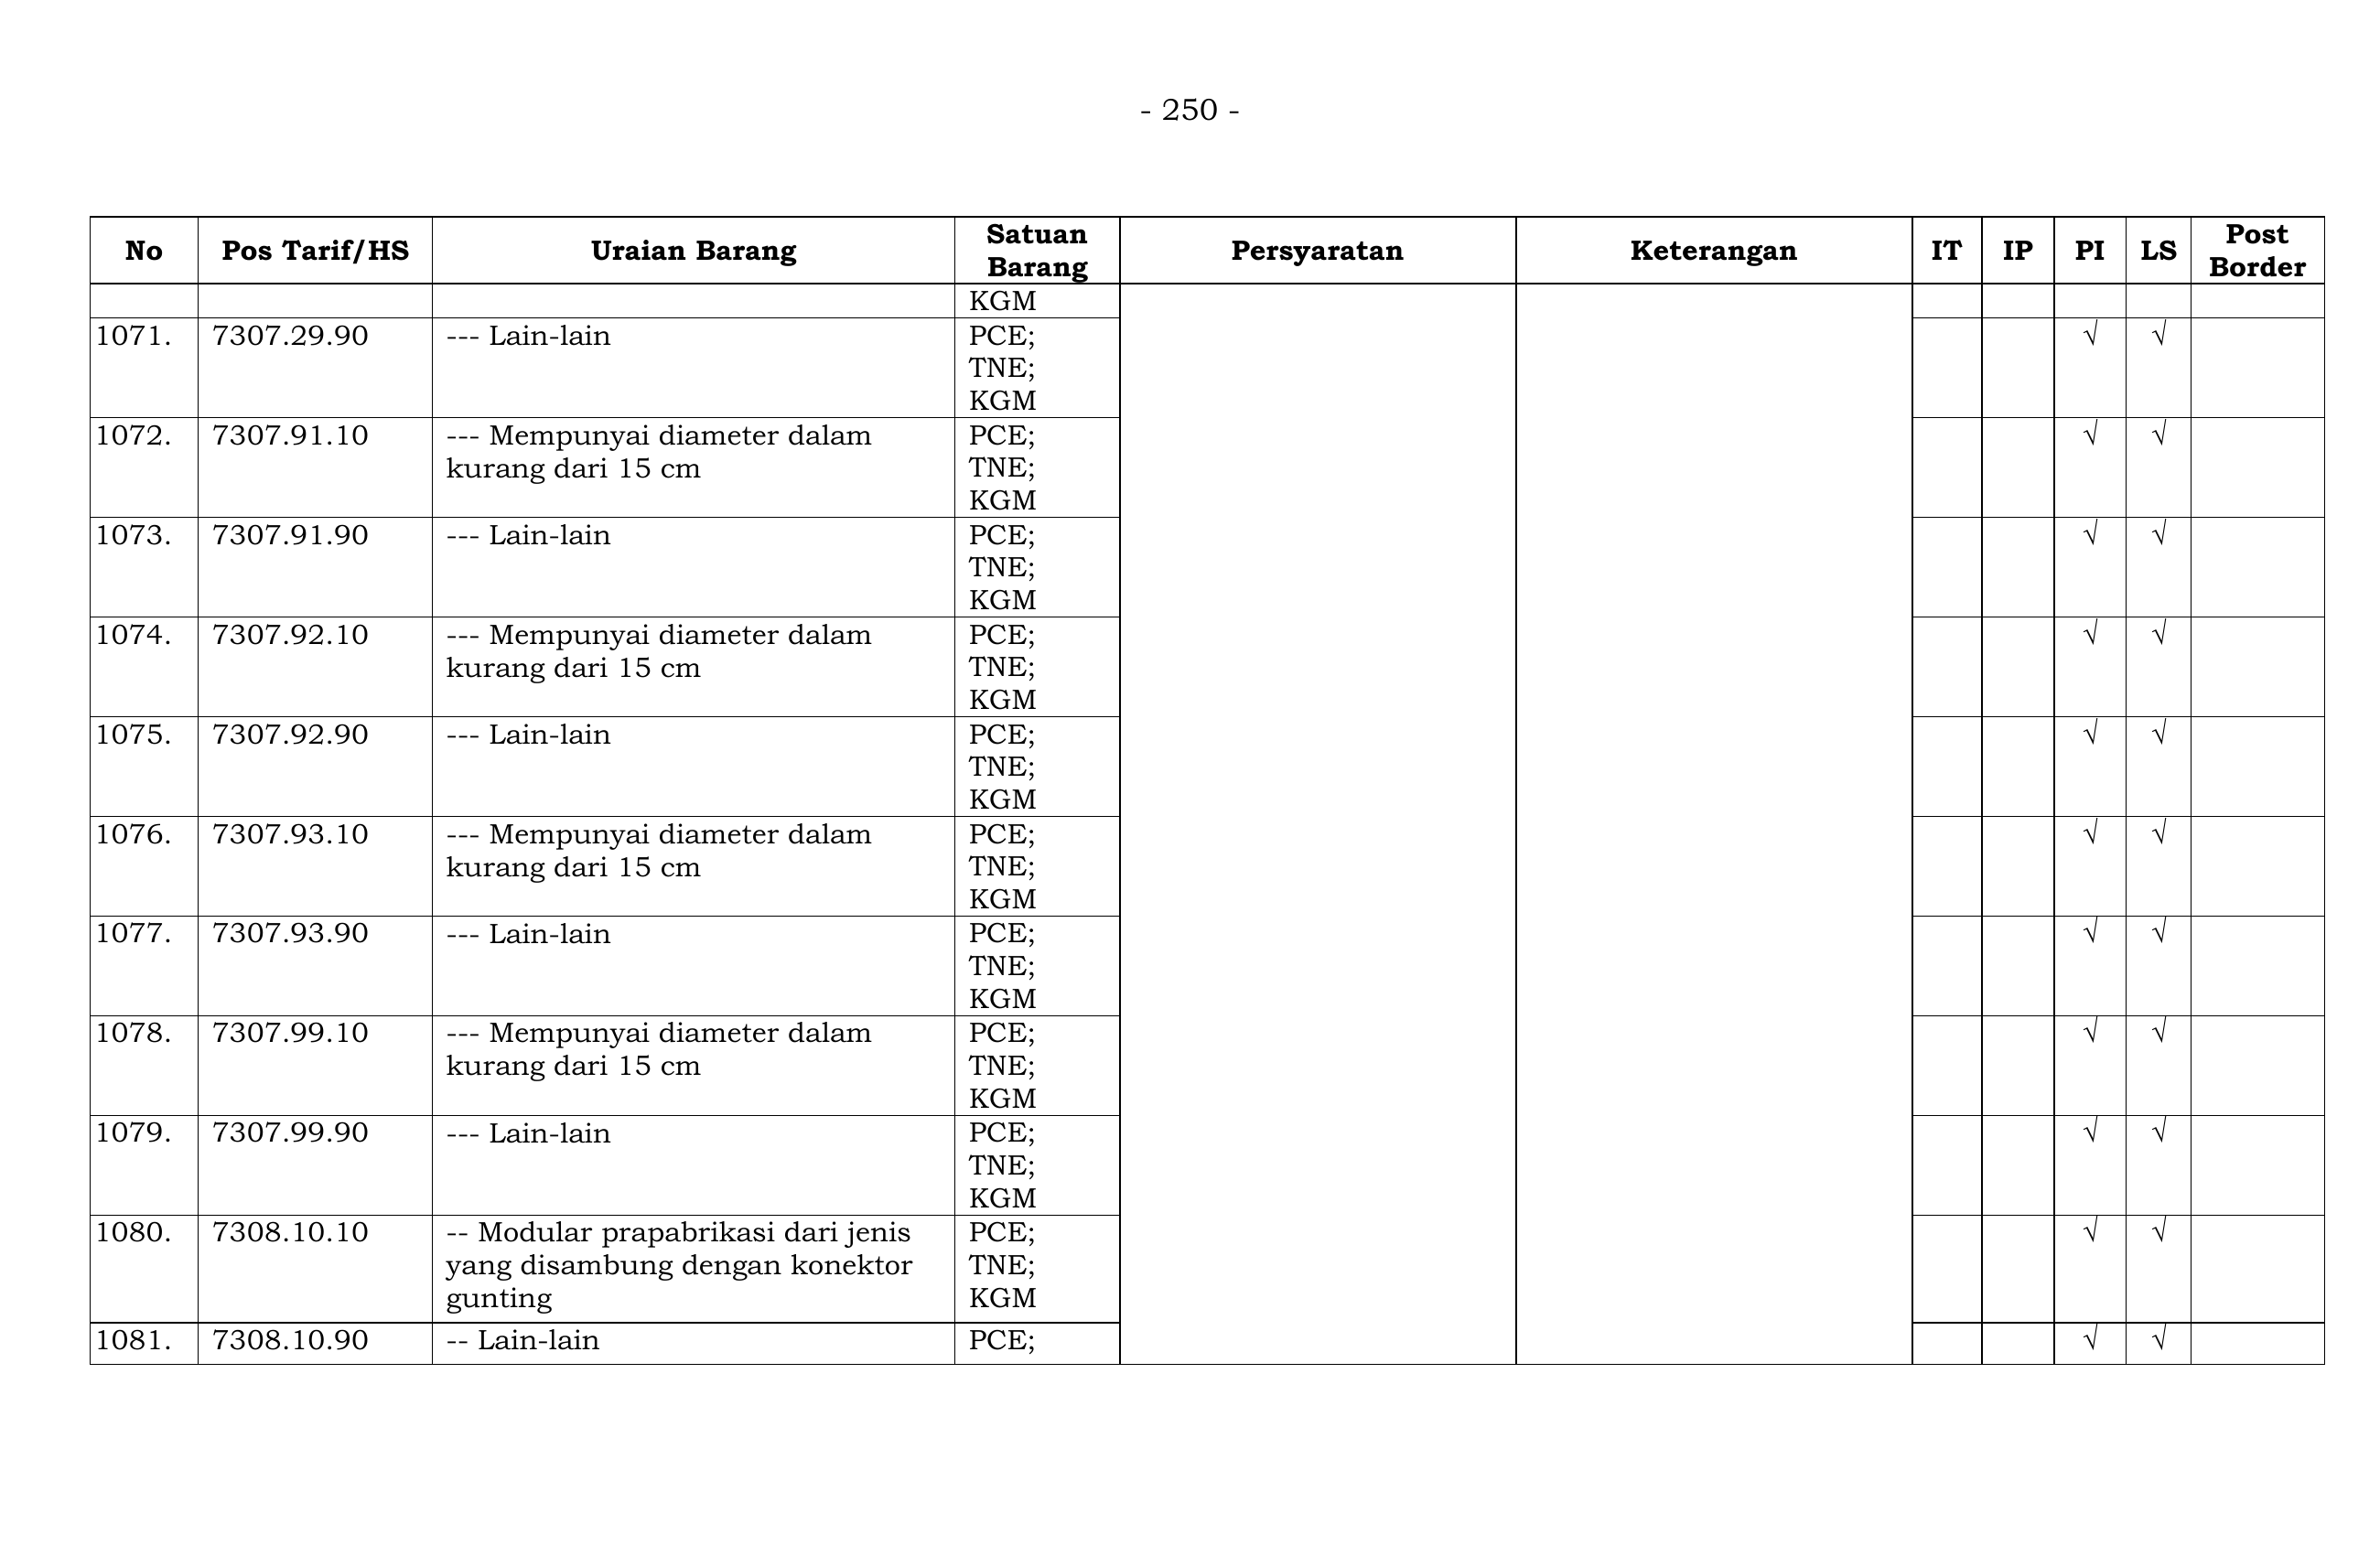 - 250 -
No Pos Tarif/HS Uraian Barang Satuan Barang Persyaratan Keterangan IT IP PI LS Post Border
KGM
1071. 7307.29.90 --- Lain-lain PCE; √ √
TNE;
KGM
1072. 7307.91.10 --- Mempunyai diameter dalam PCE; √ √
kurang dari 15 cm TNE;
KGM
1073. 7307.91.90 --- Lain-lain PCE; √ √
TNE;
KGM
1074. 7307.92.10 --- Mempunyai diameter dalam PCE; √ √
kurang dari 15 cm TNE;
KGM
1075. 7307.92.90 --- Lain-lain PCE; √ √
TNE;
KGM
1076. 7307.93.10 --- Mempunyai diameter dalam PCE; √ √
kurang dari 15 cm TNE;
KGM
1077. 7307.93.90 --- Lain-lain PCE; √ √
TNE;
KGM
1078. 7307.99.10 --- Mempunyai diameter dalam PCE; √ √
kurang dari 15 cm TNE;
KGM
1079. 7307.99.90 --- Lain-lain PCE; √ √
TNE;
KGM
1080. 7308.10.10 -- Modular prapabrikasi dari jenis PCE; √ √
yang disambung dengan konektor TNE;
gunting KGM
1081. 7308.10.90 -- Lain-lain PCE; √ √